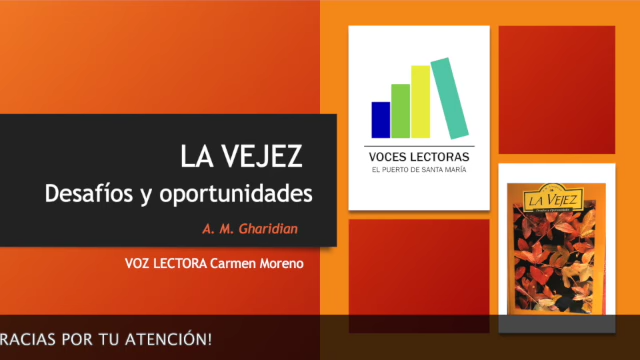 LA VEJEZ
Desafíos y oportunidades
A. M. Gharidian
VOZ LECTORA Carmen Moreno
VOCES LECTORAS
EL PUERTO DE SANTA MARÍA
LA VEJEZ
RACIAS POR TU ATENCIÓN!